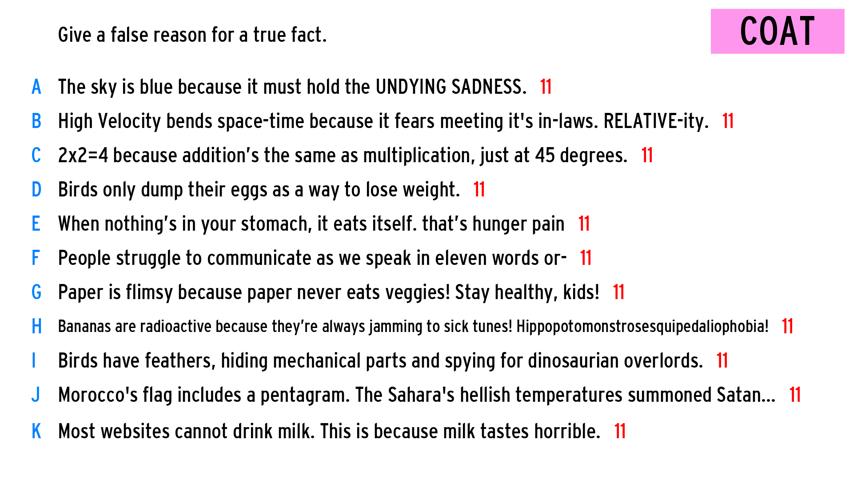 Give a false reason for a true fact.
COAT
A The sky is blue because it must hold the UNDYING SADNESS. 11
B High Velocity bends space-time because it fears meeting it's in-laws. RELATIVE-ity. 11
C 2x2=4 because addition's the same as multiplication, just at 45 degrees. 11
D Birds only dump their eggs as a way to lose weight. 11
E When nothing's in your stomach, it eats itself. that's hunger pain 11
F People struggle to communicate as we speak in eleven words or- 11
G Paper is flimsy because paper never eats veggies! Stay healthy, kids! 11
H Bananas are radioactive because they're always jamming to sick tunes! Hippopotomonstrosesquipedaliophobia! 11
I Birds have feathers, hiding mechanical parts and spying for dinosaurian overlords. 11
J Morocco's flag includes a pentagram. The Sahara's hellish temperatures summoned Satan... 11
K Most websites cannot drink milk. This is because milk tastes horrible. 11